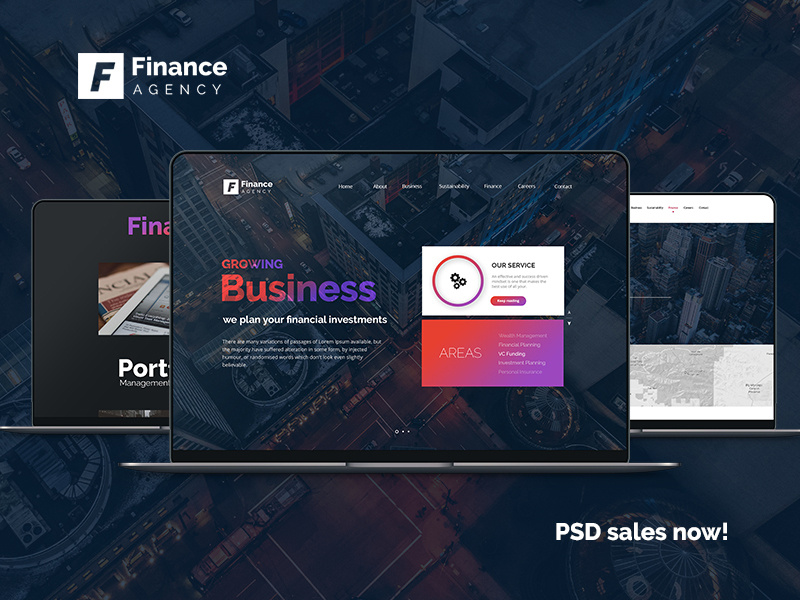 Finance
AGENCY
Finance
AGENCY
Home About Business Sustainability Finance Careers Contact
GROWING
Business
we plan your financial investments
There are many variations of passages of Lorem Ipsum available, but
the majority have suffered alteration in some form, by injected
humour, or randomised words which don't look even slightly
believable.
OUR SERVICE
An effective and success driven
mindset is one that makes the
best use of all your
Keep reading
AREAS
Wealth Management
Financial Planning
VC Funding
Investment Planning
Personal Insurance
Fina
FINANCIAL
Port
Management
Business Sustainability Finance Careers Contact
PSD sales now!